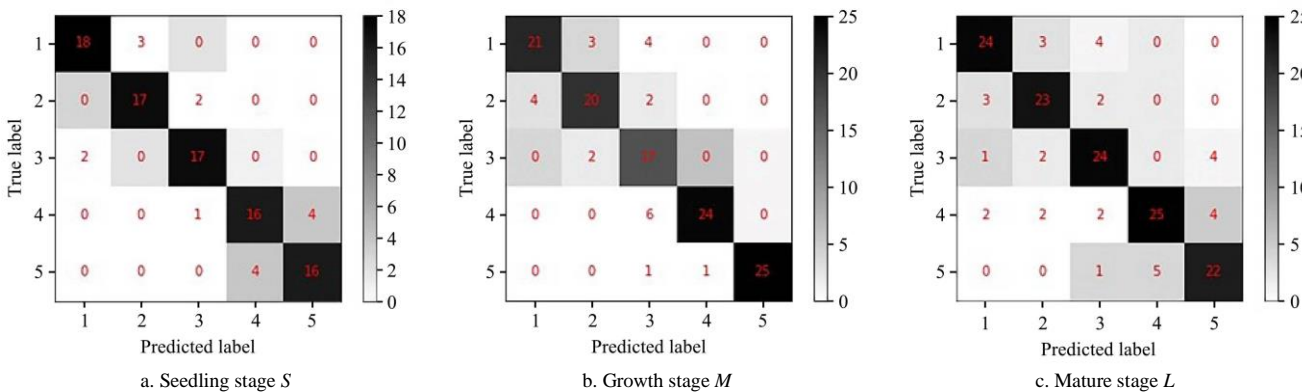 18
16
14
12
10
8
6
4
2
0
True label
1
18 3 0 0 0
2
0 17 2 0 0
3
2 0 17 0 0
4
0 0 1 16 4
5
0 0 0 4 16
1 2 3 4 5
Predicted label
a. Seedling stage S
25
20
15
10
5
0
True label
1
21 3 4 0 0
2
4 20 2 0 0
3
0 2 17 0 0
4
0 0 6 24 0
5
0 0 1 1 25
1 2 3 4 5
Predicted label
b. Growth stage M
20
15
10
5
0
True label
1
24 3 4 0 0
2
3 23 2 0 0
3
1 2 24 0 4
4
2 2 2 25 4
5
0 0 1 5 22
1 2 3 4 5
Predicted label
c. Mature stage L